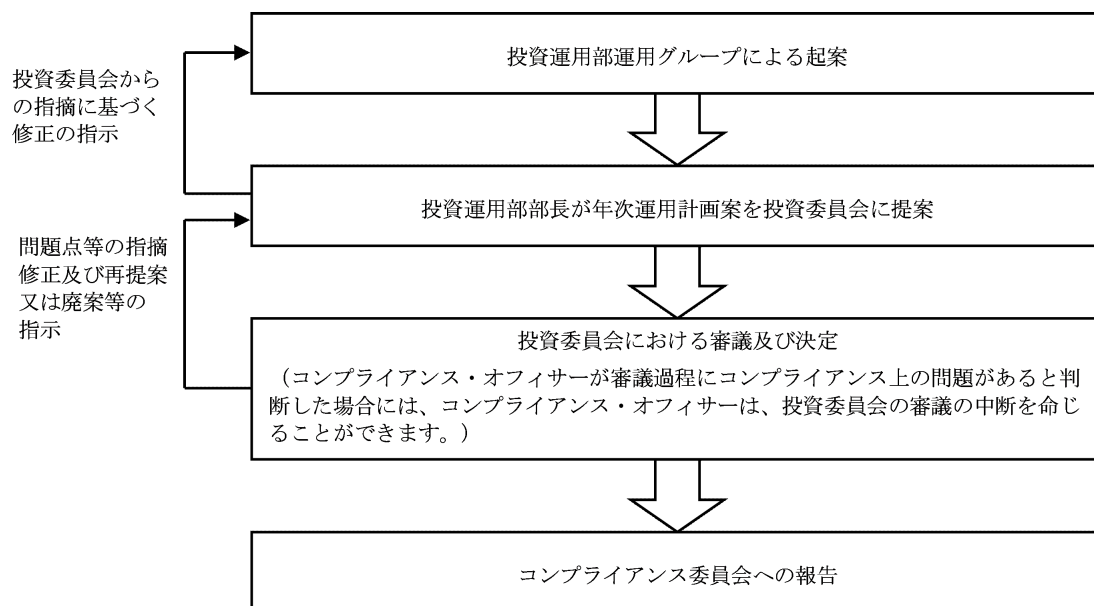 投資運用部運用グループによる起案
投資委員会から
の指摘に基づく
修正の指示
投資運用部部長が年次運用計画案を投資委員会に提案
問題点等の指摘
修正及び再提案
又は廃案等の
指示
投資委員会における審議及び決定
（コンプライアンス・オフィサーが審議過程にコンプライアンス上の問題があると判
断した場合には、コンプライアンス・オフィサーは、投資委員会の審議の中断を命じ
ることができます。）
コンプライアンス委員会への報告